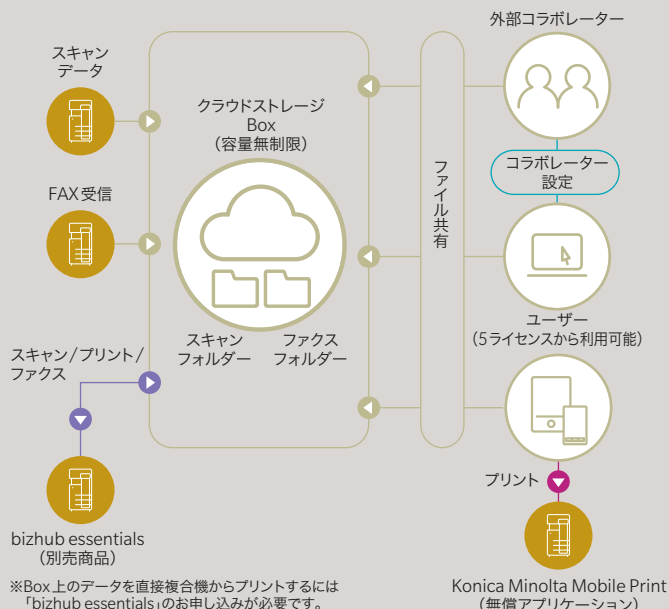 スキャン
データ
FAX受信
スキャン/プリント/
ファクス
bizhub essentials
（別売商品）
※Box上のデータを直接複合機からプリントするには
「bizhub essentials」のお申し込みが必要です。
クラウドストレージ
Box
（容量無制限）
スキャン
フォルダー
ファクス
フォルダー
ファイル共有
外部コラボレーター
コラボレーター
設定
ユーザー
（5ライセンスから利用可能）
プリント
Konica Minolta Mobile Print
（無償アプリケーション）